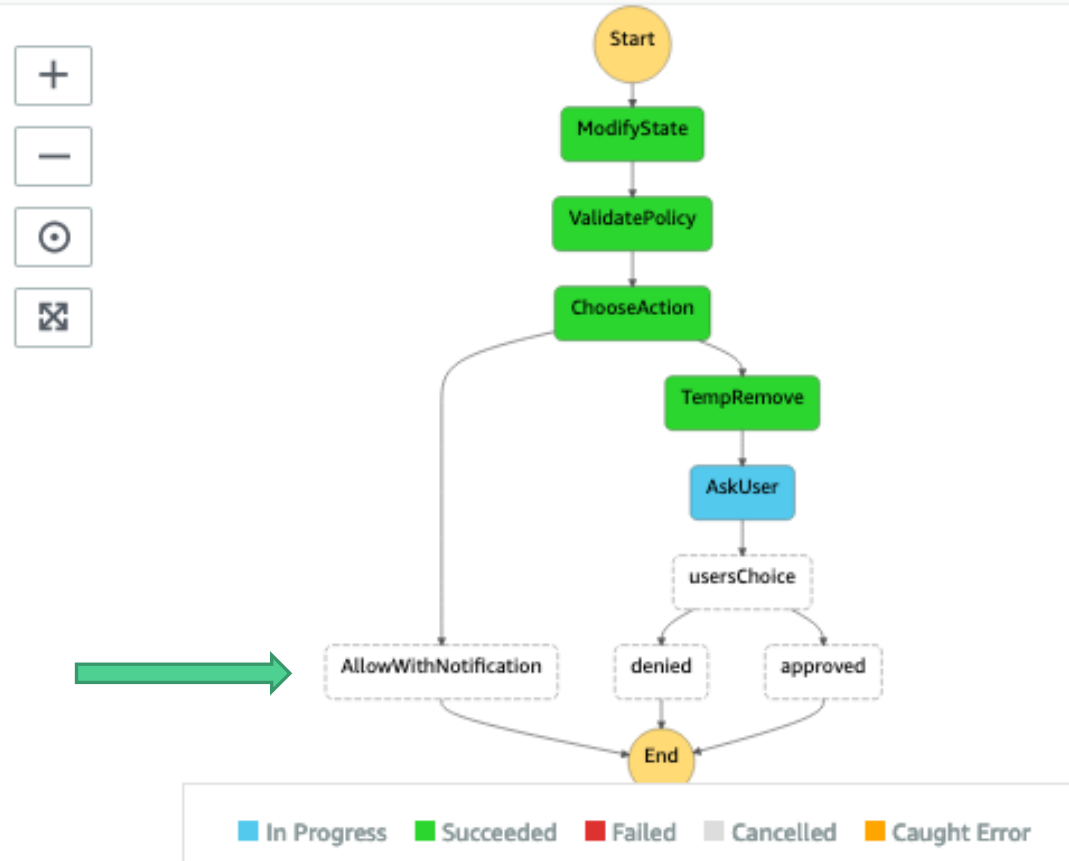 Start
ModifyState
ValidatePolicy
ChooseAction
TempRemove
AskUser
usersChoice
AllowWithNotification
denied
approved
End
In Progress
Succeeded
Failed
Cancelled
Caught Error